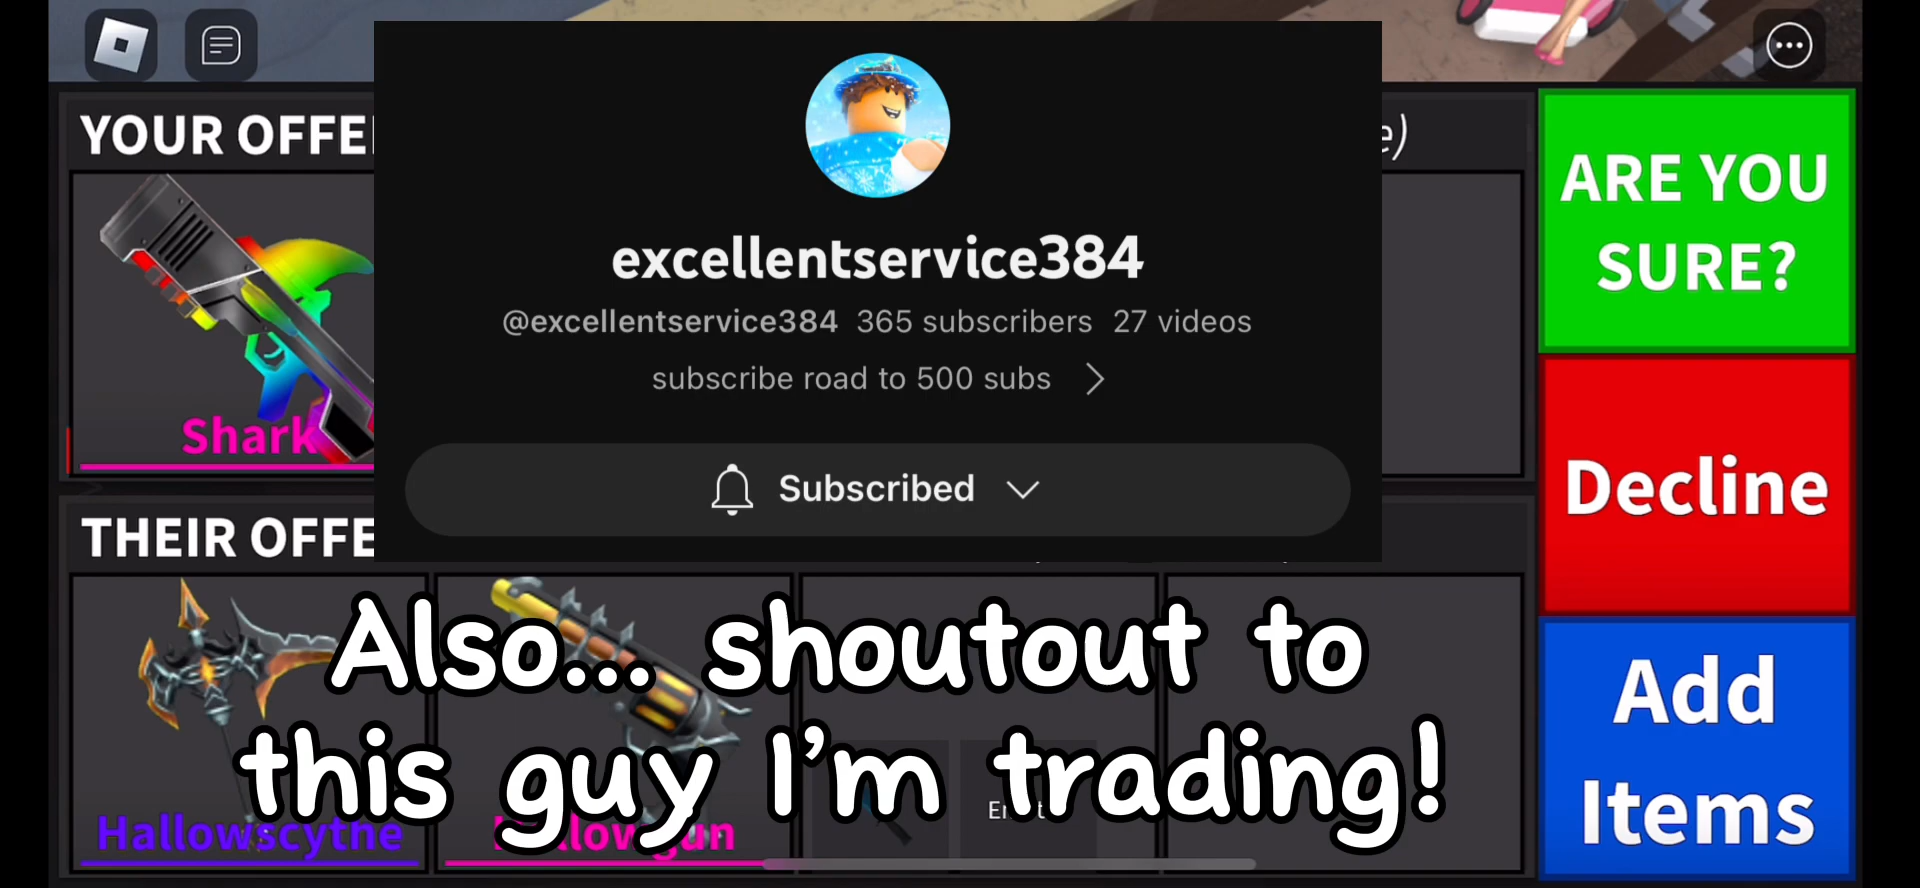 YOUR OFFE
e)
ARE YOU
SURE?
excellentservice384
@excellentservice384 365 subscribers 27 videos
subscribe road to 500 subs
Shark
Subscribed
Decline
THEIR OFFE
Also... shoutout to
this guy I'm trading!
Hallowscythe
Hallowgun
Add
Items